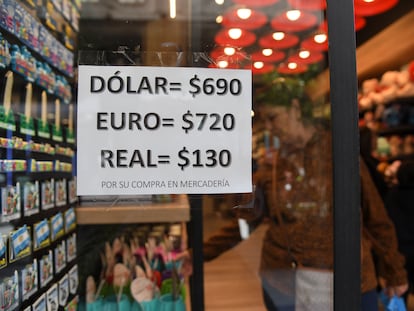 DÓLAR= $690
EURO= $720
REAL= $130
POR SU COMPRA EN MERCADERÍA